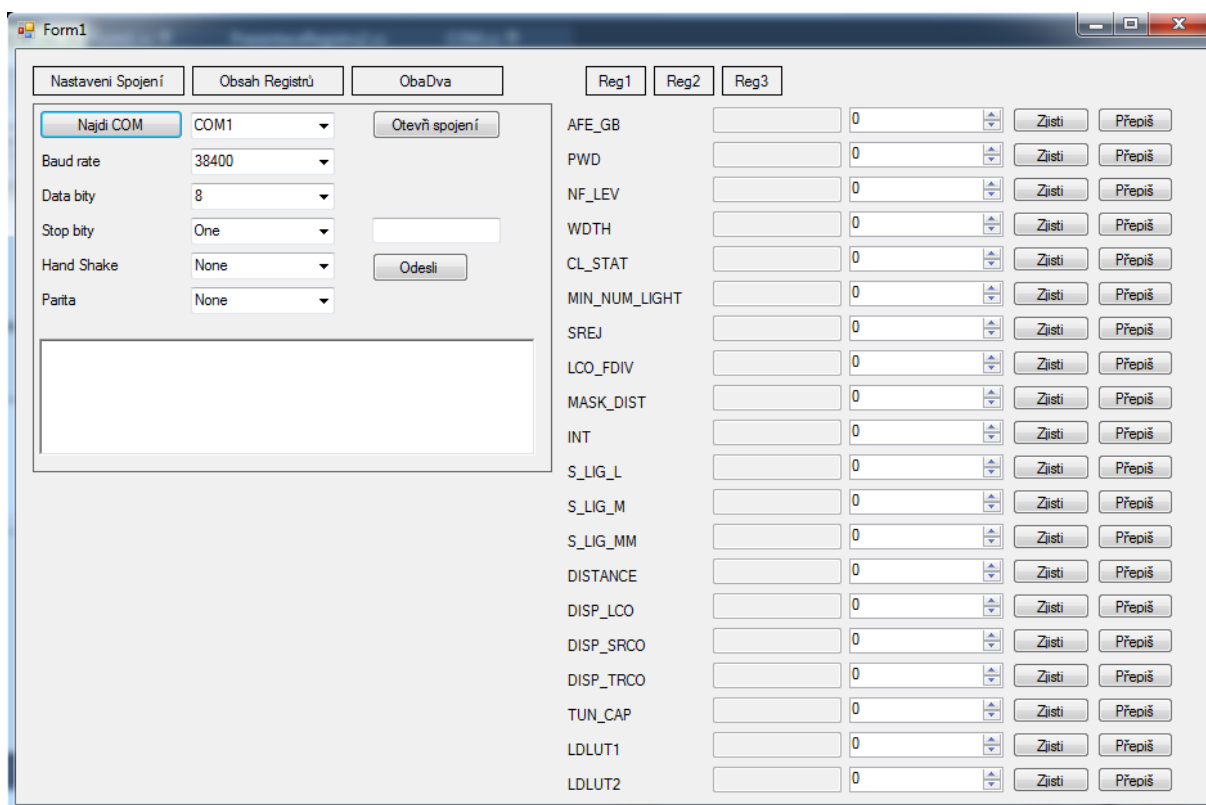 Form1
Nastaveni Spojení Obsah Registrů ObaDva Reg1 Reg2 Reg3
Najdi COM COM1 Otevři spojení
Baud rate 38400
Data bity 8
Stop bity One
Hand Shake None Odesli
Parita None
AFE_GB 0 Zjisti Přepiš
PWD 0 Zjisti Přepiš
NF_LEV 0 Zjisti Přepiš
WDTH 0 Zjisti Přepiš
CL_STAT 0 Zjisti Přepiš
MIN_NUM_LIGHT 0 Zjisti Přepiš
SREJ 0 Zjisti Přepiš
LCO_FDIV 0 Zjisti Přepiš
MASK_DIST 0 Zjisti Přepiš
INT 0 Zjisti Přepiš
S_LIG_L 0 Zjisti Přepiš
S_LIG_M 0 Zjisti Přepiš
S_LIG_MM 0 Zjisti Přepiš
DISTANCE 0 Zjisti Přepiš
DISP_LCO 0 Zjisti Přepiš
DISP_SRCO 0 Zjisti Přepiš
DISP_TRCO 0 Zjisti Přepiš
TUN_CAP 0 Zjisti Přepiš
LDLUT1 0 Zjisti Přepiš
LDLUT2 0 Zjisti Přepiš